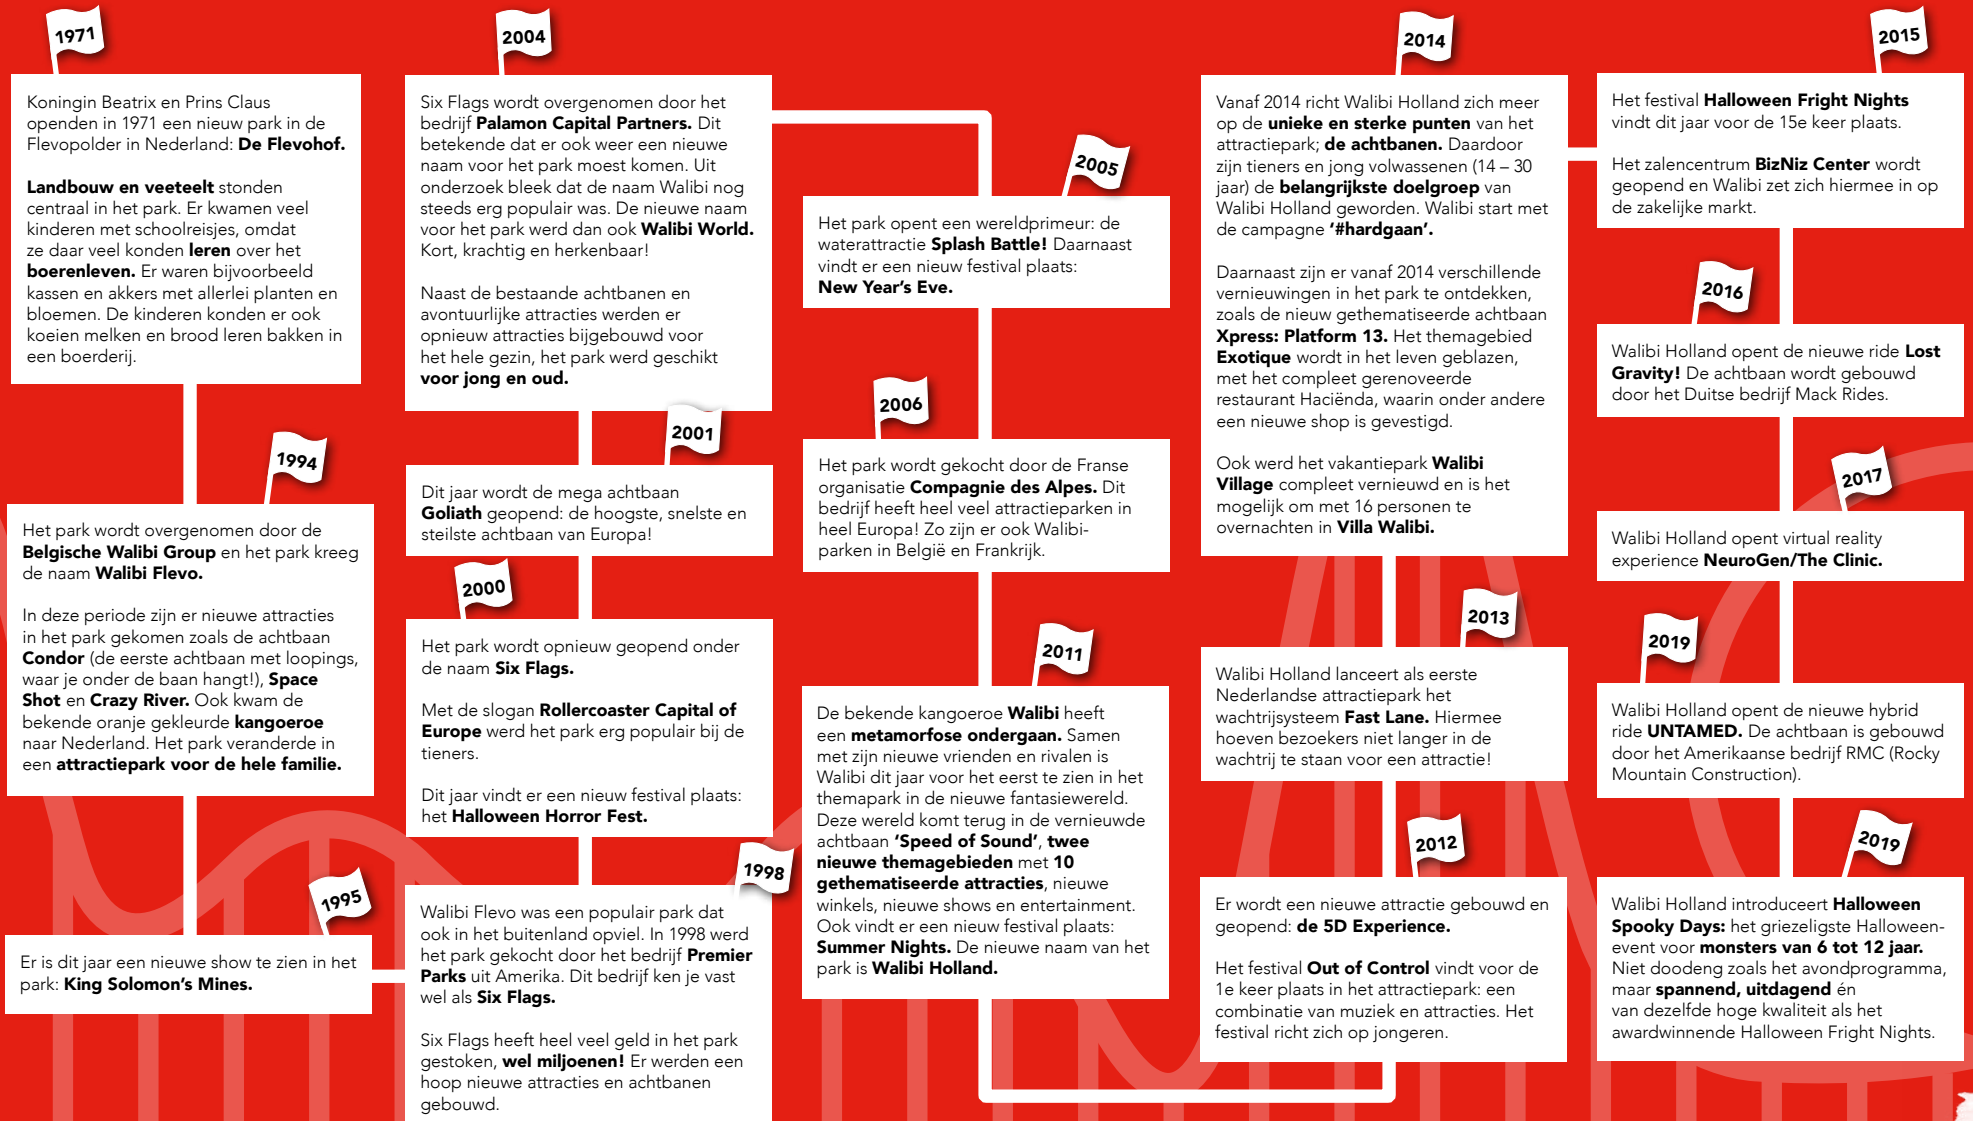 1971
Koningin Beatrix en Prins Claus
openden in 1971 een nieuw park in de
Flevopolder in Nederland: De Flevohof.
Landbouw en veeteelt stonden
centraal in het park. Er kwamen veel
kinderen met schoolreisjes, omdat
ze daar veel konden leren over het
boerenleven. Er waren bijvoorbeeld
kassen en akkers met allerlei planten en
bloemen. De kinderen konden er ook
koeien melken en brood leren bakken in
een boerderij.
1994
Het park wordt overgenomen door de
Belgische Walibi Group en het park kreeg
de naam Walibi Flevo.
In deze periode zijn er nieuwe attracties
in het park gekomen zoals de achtbaan
Condor (de eerste achtbaan met loopings,
waar je onder de baan hangt!), Space
Shot en Crazy River. Ook kwam de
bekende oranje gekleurde kangoeroe
naar Nederland. Het park veranderde in
een attractiepark voor de hele familie.
1995
Er is dit jaar een nieuwe show te zien in het
park: King Solomon's Mines.
1998
Walibi Flevo was een populair park dat
ook in het buitenland opviel. In 1998 werd
het park gekocht door het bedrijf Premier
Parks uit Amerika. Dit bedrijf ken je vast
wel als Six Flags.
Six Flags heeft heel veel geld in het park
gestoken, wel miljoenen! Er werden een
hoop nieuwe attracties en achtbanen
gebouwd.
2000
Het park wordt opnieuw geopend onder
de naam Six Flags.
Met de slogan Rollercoaster Capital of
Europe werd het park erg populair bij de
tieners.
Dit jaar vindt er een nieuw festival plaats:
het Halloween Horror Fest.
2001
Dit jaar wordt de mega achtbaan
Goliath geopend: de hoogste, snelste en
steilste achtbaan van Europa!
2004
Six Flags wordt overgenomen door het
bedrijf Palamon Capital Partners. Dit
betekende dat er ook weer een nieuwe
naam voor het park moest komen. Uit
onderzoek bleek dat de naam Walibi nog
steeds erg populair was. De nieuwe naam
voor het park werd dan ook Walibi World.
Kort, krachtig en herkenbaar!
Naast de bestaande achtbanen en
avontuurlijke attracties werden er
opnieuw attracties bijgebouwd voor
het hele gezin, het park werd geschikt
voor jong en oud.
2005
Het park opent een wereldprimeur: de
waterattractie Splash Battle! Daarnaast
vindt er een nieuw festival plaats:
New Year's Eve.
2006
Het park wordt gekocht door de Franse
organisatie Compagnie des Alpes. Dit
bedrijf heeft heel veel attractieparken in
heel Europa! Zo zijn er ook Walibi-
parken in België en Frankrijk.
2011
De bekende kangoeroe Walibi heeft
een metamorfose ondergaan. Samen
met zijn nieuwe vrienden en rivalen is
Walibi dit jaar voor het eerst te zien in het
themapark in de nieuwe fantasiewereld.
Deze wereld komt terug in de vernieuwde
achtbaan ‘Speed of Sound’, twee
nieuwe themagebieden met 10
gethematiseerde attracties, nieuwe
winkels, nieuwe shows en entertainment.
Ook vindt er een nieuw festival plaats:
Summer Nights. De nieuwe naam van het
park is Walibi Holland.
2012
Er wordt een nieuwe attractie gebouwd en
geopend: de 5D Experience.
Het festival Out of Control vindt voor de
1e keer plaats in het attractiepark: een
combinatie van muziek en attracties. Het
festival richt zich op jongeren.
2013
Walibi Holland lanceert als eerste
Nederlandse attractiepark het
wachtrijsysteem Fast Lane. Hiermee
hoeven bezoekers niet langer in de
wachtrij te staan voor een attractie!
2014
Vanaf 2014 richt Walibi Holland zich meer
op de unieke en sterke punten van het
attractiepark; de achtbanen. Daardoor
zijn tieners en jong volwassenen (14 – 30
jaar) de belangrijkste doelgroep van
Walibi Holland geworden. Walibi start met
de campagne ‘#hardgaan’.
Daarnaast zijn er vanaf 2014 verschillende
vernieuwingen in het park te ontdekken,
zoals de nieuw gethematiseerde achtbaan
Xpress: Platform 13. Het themagebied
Exotique wordt in het leven geblazen,
met het compleet gerenoveerde
restaurant Haciënda, waarin onder andere
een nieuwe shop is gevestigd.
Ook werd het vakantiepark Walibi
Village compleet vernieuwd en is het
mogelijk om met 16 personen te
overnachten in Villa Walibi.
2015
Het festival Halloween Fright Nights
vindt dit jaar voor de 15e keer plaats.
Het zalencentrum BizNiz Center wordt
geopend en Walibi zet zich hiermee in op
de zakelijke markt.
2016
Walibi Holland opent de nieuwe ride Lost
Gravity! De achtbaan wordt gebouwd
door het Duitse bedrijf Mack Rides.
2017
Walibi Holland opent virtual reality
experience NeuroGen/The Clinic.
2019
Walibi Holland opent de nieuwe hybrid
ride UNTAMED. De achtbaan is gebouwd
door het Amerikaanse bedrijf RMC (Rocky
Mountain Construction).
2019
Walibi Holland introduceert Halloween
Spooky Days: het griezeligste Halloween-
event voor monsters van 6 tot 12 jaar.
Niet doodeng zoals het avondprogramma,
maar spannend, uitdagend én
van dezelfde hoge kwaliteit als het
awardwinnende Halloween Fright Nights.